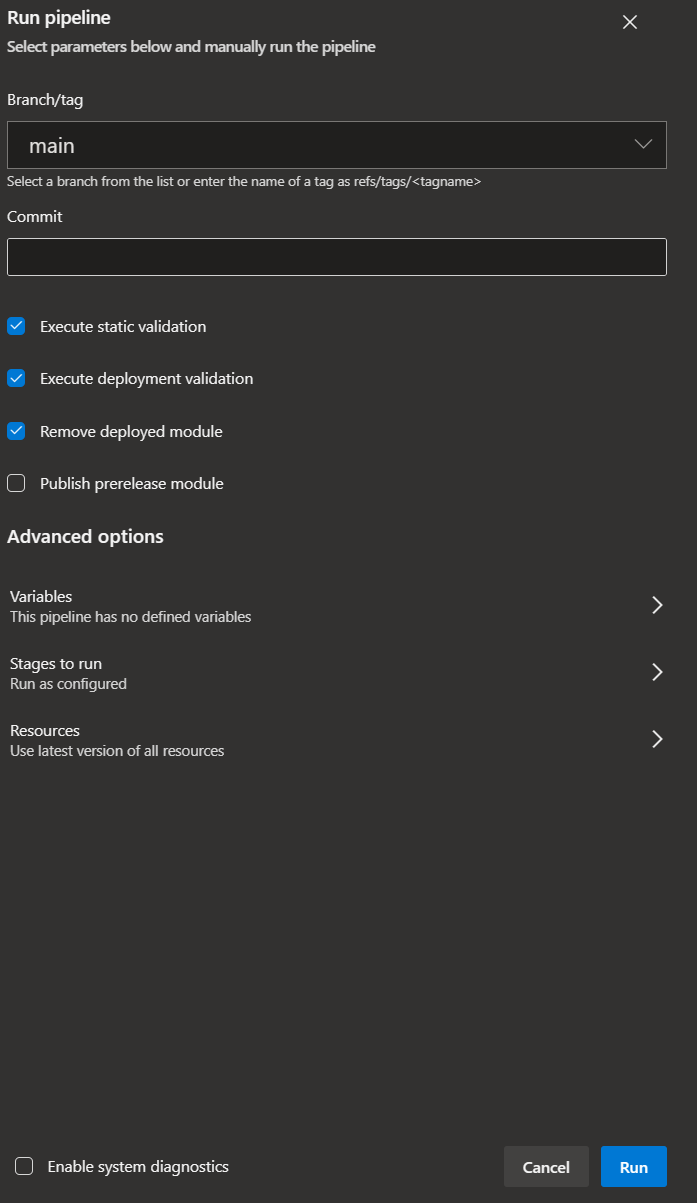 Run pipeline
Select parameters below and manually run the pipeline
Branch/tag
main
Select a branch from the list or enter the name of a tag as refs/tags/<tagname>
Commit
Execute static validation
Execute deployment validation
Remove deployed module
Publish prerelease module
Advanced options
Variables
This pipeline has no defined variables
Stages to run
Run as configured
Resources
Use latest version of all resources
Enable system diagnostics
Cancel
Run